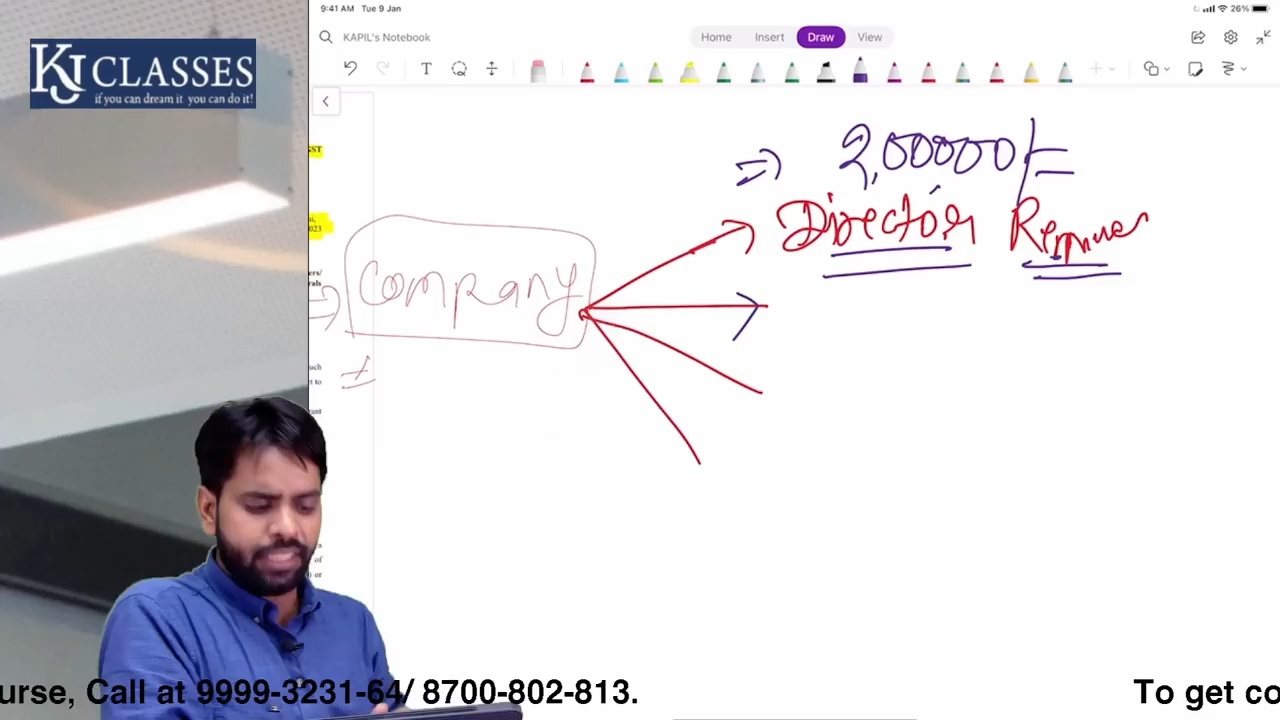 9:41 AM Tue 9 Jan
26%
KJ CLASSES
if you can dream it you can do it!
KAPIL's Notebook
Home Insert Draw View
T
GST
2023
⇒ 2,00000/=
Director
Company
urse, Call at 9999-3231-64/ 8700-802-813.
To get co